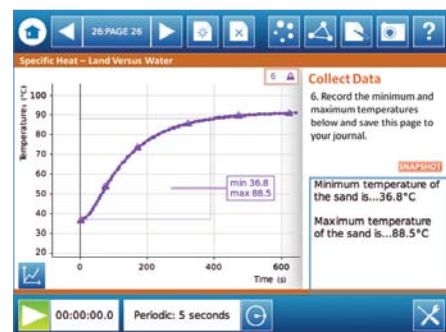 26:PAGE 26
?
Specific Heat – Land Versus Water
6
Temperatures (°C)
100
90
80
70
60
50
40
30
20
min 36.8
max 88.5
0
200
400
600
Time (s)
Collect Data
6. Record the minimum and
maximum temperatures
below and save this page to
your journal.
SNAPSHOT
Minimum temperature of
the sand is...36.8°C
Maximum temperature
of the sand is...88.5°C
00:00:00.0
Periodic: 5 seconds